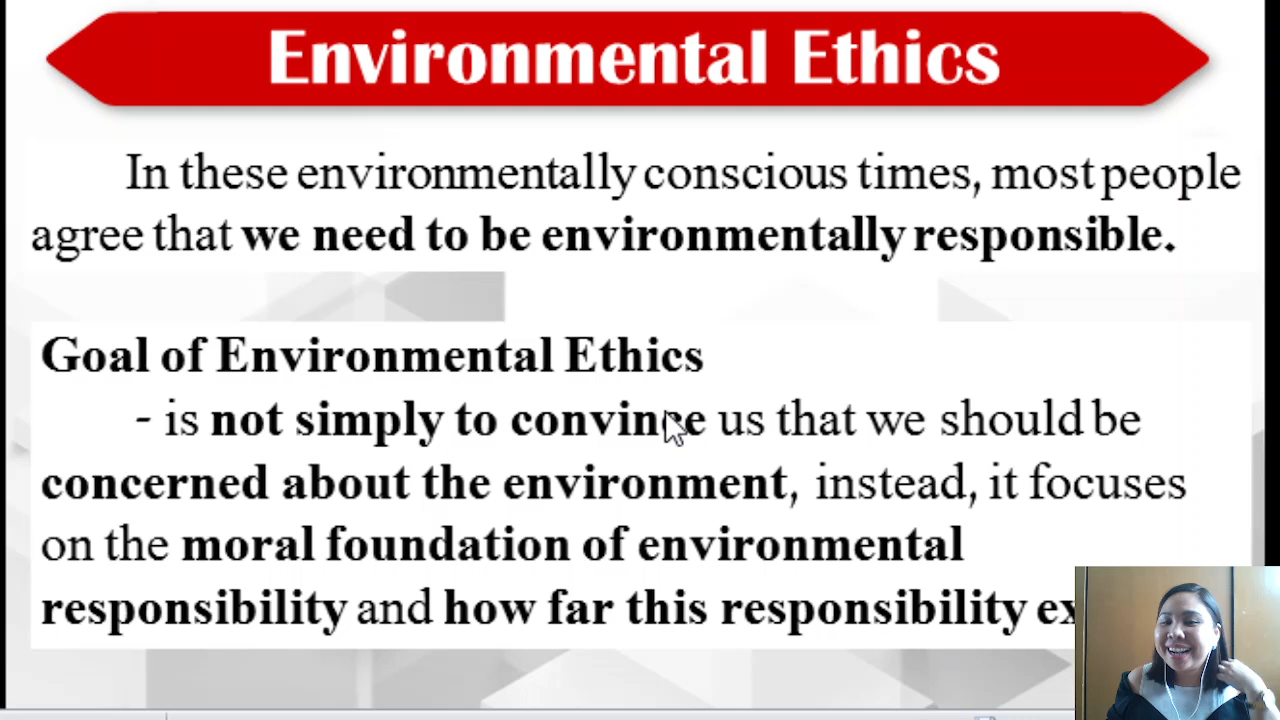 Environmental Ethics
In these environmentally conscious times, most people
agree that we need to be environmentally responsible.
Goal of Environmental Ethics
- is not simply to convince us that we should be
concerned about the environment, instead, it focuses
on the moral foundation of environmental
responsibility and how far this responsibility